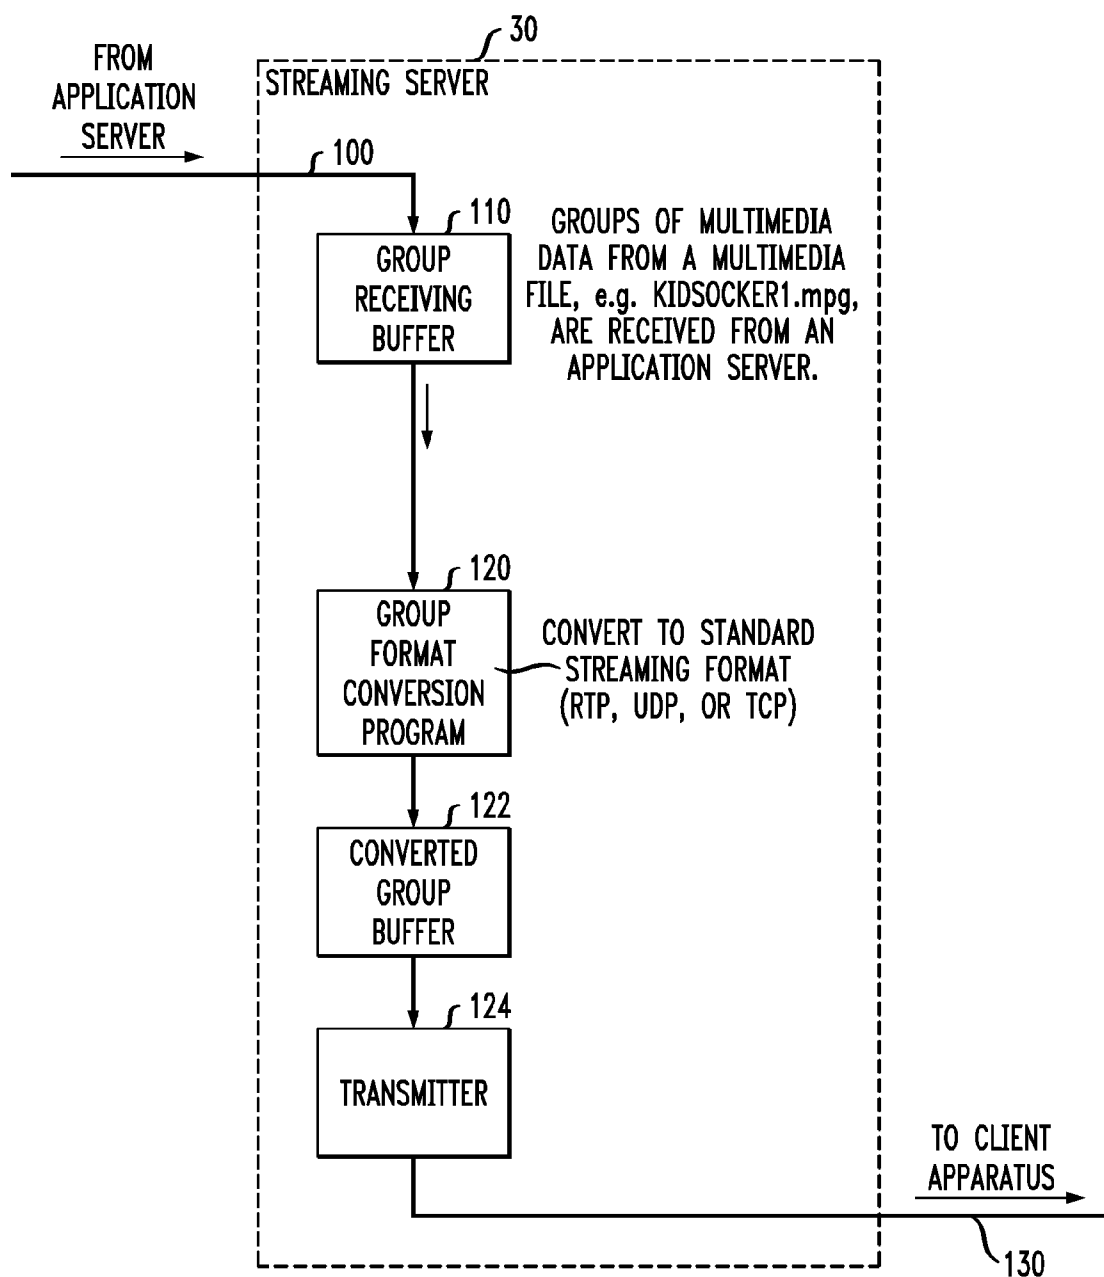 30
FROM
APPLICATION
SERVER
STREAMING SERVER
100
110
GROUP
RECEIVING
BUFFER
GROUPS OF MULTIMEDIA
DATA FROM A MULTIMEDIA
FILE, e.g. KIDSOCKER1.mpg,
ARE RECEIVED FROM AN
APPLICATION SERVER.
120
GROUP
FORMAT
CONVERSION
PROGRAM
CONVERT TO STANDARD
STREAMING FORMAT
(RTP, UDP, OR TCP)
122
CONVERTED
GROUP
BUFFER
124
TRANSMITTER
TO CLIENT
APPARATUS
130